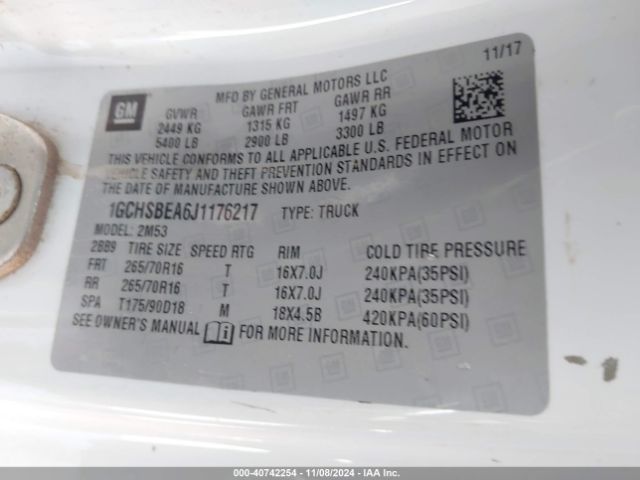 11/17
MFD BY GENERAL MOTORS LLC
GM
GVWR GAWR FRT GAWR RR
2449 KG 1315 KG 1497 KG
5400 LB 2900 LB 3300 LB
THIS VEHICLE CONFORMS TO ALL APPLICABLE U.S. FEDERAL MOTOR
VEHICLE SAFETY AND THEFT PREVENTION STANDARDS IN EFFECT ON
THE DATE OF MANUFACTURE SHOWN ABOVE.
1GCHSBEA6J1176217 TYPE: TRUCK
MODEL: 2M53
2BB9 TIRE SIZE SPEED RTG RIM COLD TIRE PRESSURE
FRT 265/70R16 T 16X7.0J 240KPA(35PSI)
RR 265/70R16 T 16X7.0J 240KPA(35PSI)
SPA T175/90D18 M 18X4.5B 420KPA(60PSI)
SEE OWNER'S MANUAL FOR MORE INFORMATION.
000-40742254 - 11/08/2024 - IAAI.com